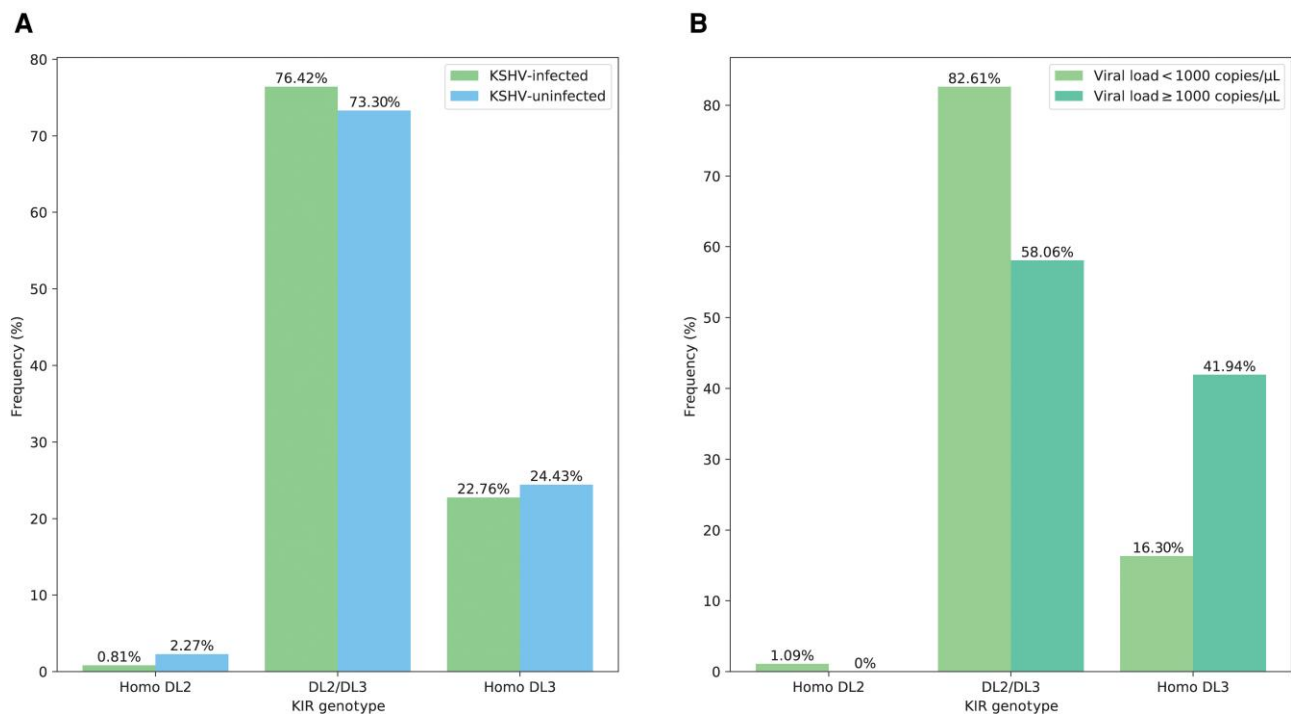 A
80
70
60
50
40
30
20
10
0
Frequency (%)
76.42%
73.30%
22.76%
24.43%
0.81%
2.27%
KSHV-infected
KSHV-uninfected
Homo DL2
DL2/DL3
Homo DL3
KIR genotype
B
80
70
60
50
40
30
20
10
0
Frequency (%)
82.61%
58.06%
41.94%
16.30%
1.09%
0%
Viral load < 1000 copies/μL
Viral load ≥ 1000 copies/μL
Homo DL2
DL2/DL3
Homo DL3
KIR genotype